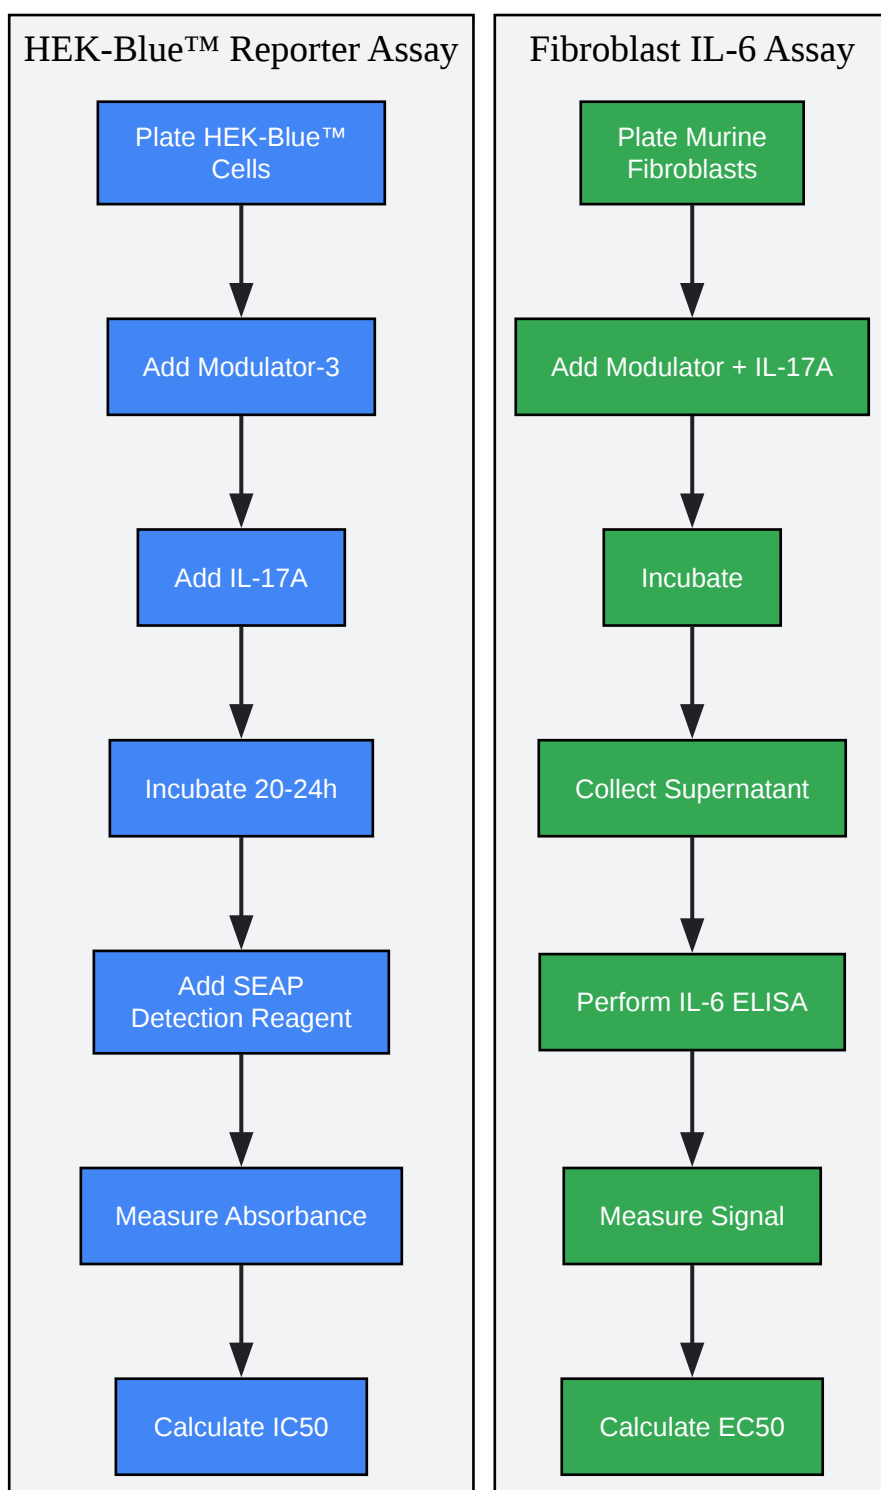 HEK-Blue™ Reporter Assay
Plate HEK-Blue™
Cells
Add Modulator-3
Add IL-17A
Incubate 20-24h
Add SEAP
Detection Reagent
Measure Absorbance
Calculate IC50
Fibroblast IL-6 Assay
Plate Murine
Fibroblasts
Add Modulator + IL-17A
Incubate
Collect Supernatant
Perform IL-6 ELISA
Measure Signal
Calculate EC50